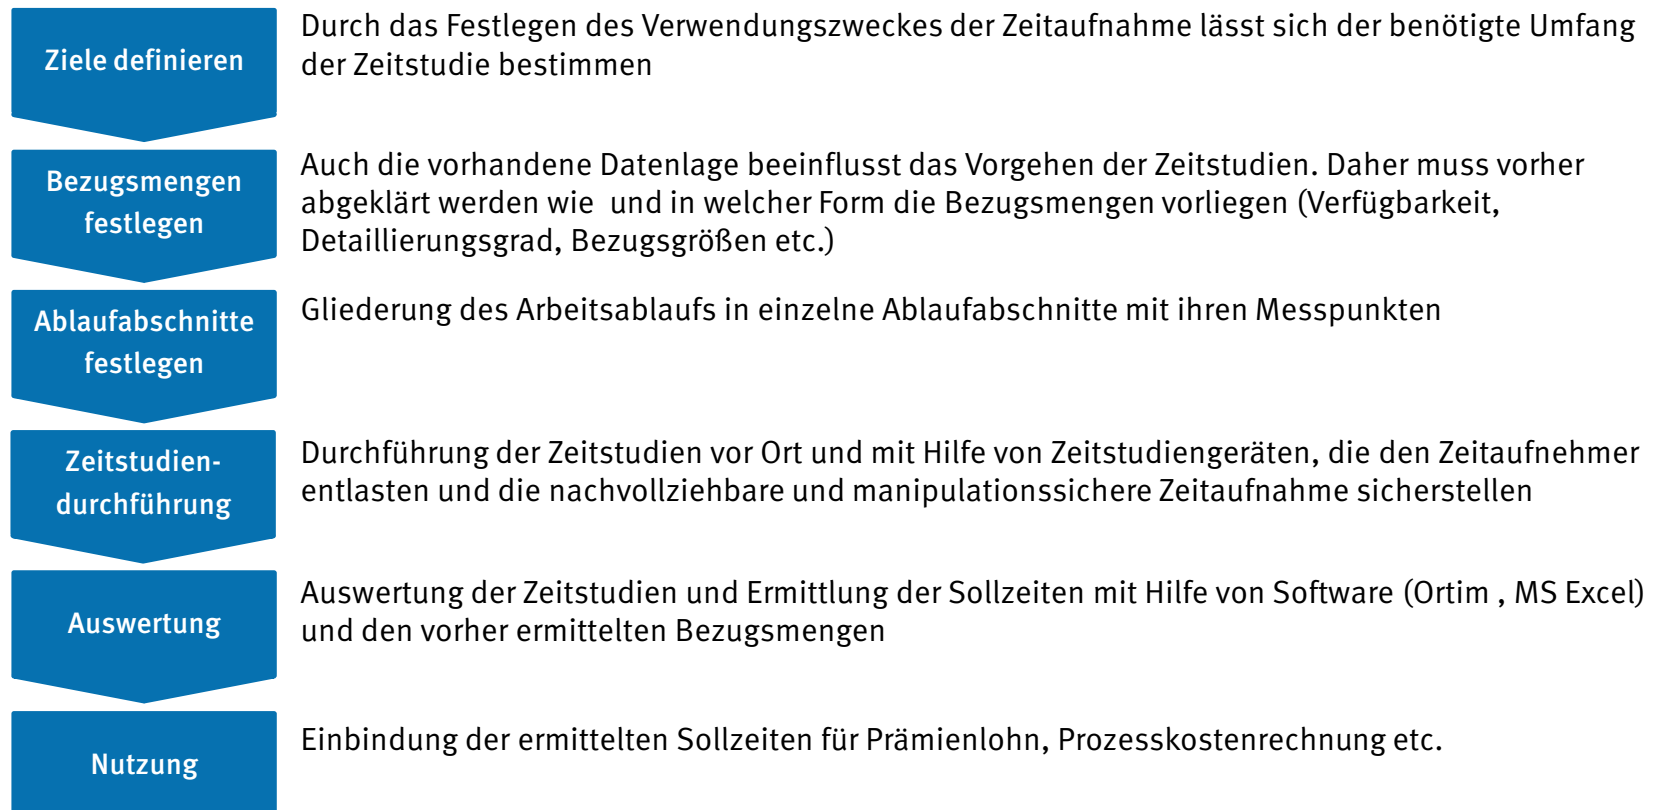 Ziele definieren
Durch das Festlegen des Verwendungszweckes der Zeitaufnahme lässt sich der benötigte Umfang
der Zeitstudie bestimmen
Bezugsmengen
festlegen
Auch die vorhandene Datenlage beeinflusst das Vorgehen der Zeitstudien. Daher muss vorher
abgeklärt werden wie  und in welcher Form die Bezugsmengen vorliegen (Verfügbarkeit,
Detaillierungsgrad, Bezugsgrößen etc.)
Ablaufabschnitte
festlegen
Gliederung des Arbeitsablaufs in einzelne Ablaufabschnitte mit ihren Messpunkten
Zeitstudien-
durchführung
Durchführung der Zeitstudien vor Ort und mit Hilfe von Zeitstudiengeräten, die den Zeitaufnehmer
entlasten und die nachvollziehbare und manipulationssichere Zeitaufnahme sicherstellen
Auswertung
Auswertung der Zeitstudien und Ermittlung der Sollzeiten mit Hilfe von Software (Ortim , MS Excel)
und den vorher ermittelten Bezugsmengen
Nutzung
Einbindung der ermittelten Sollzeiten für Prämienlohn, Prozesskostenrechnung etc.